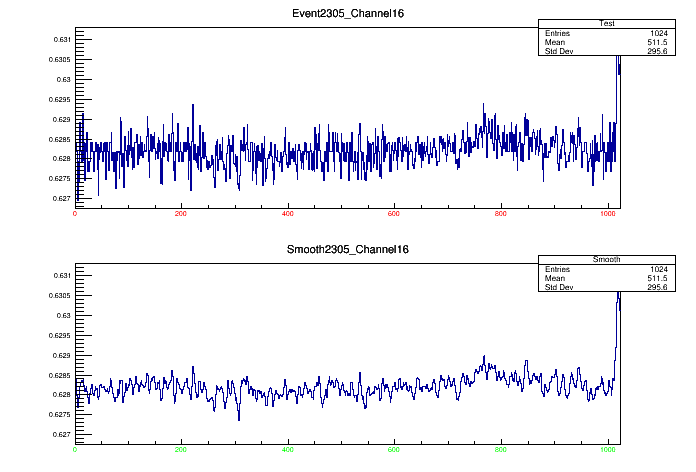 Event2305_Channel16
Test
Entries 1024
Mean 511.5
Std Dev 295.6
0.631
0.6305
0.63
0.6295
0.629
0.6285
0.628
0.6275
0.627
0 200 400 600 800 1000
Smooth2305_Channel16
Smooth
Entries 1024
Mean 511.5
Std Dev 295.6
0.631
0.6305
0.63
0.6295
0.629
0.6285
0.628
0.6275
0.627
0 200 400 600 800 1000